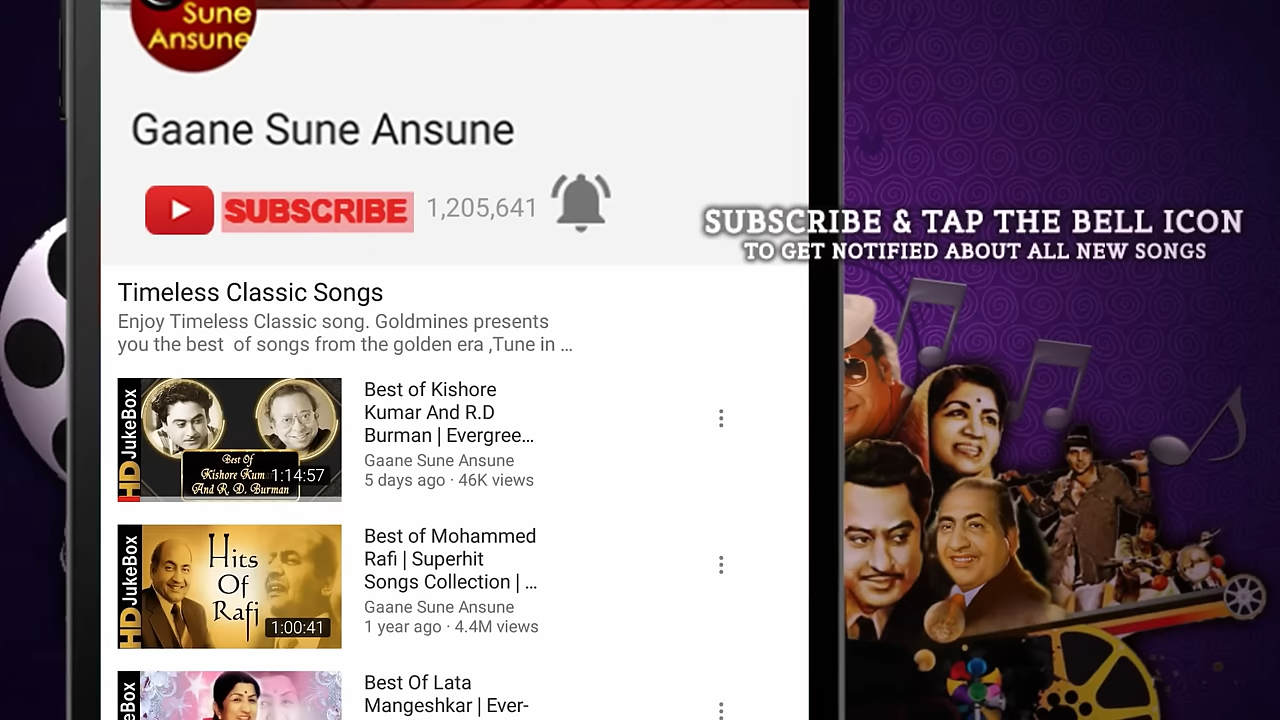 Sune
Ansune
Gaane Sune Ansune
SUBSCRIBE 1,205,641
SUBSCRIBE & TAP THE BELL ICON
TO GET NOTIFIED ABOUT ALL NEW SONGS
Timeless Classic Songs
Enjoy Timeless Classic song. Goldmines presents
you the best of songs from the golden era ,Tune in ...
HD JukeBox
Best Of
Kishore Kum
And R. D. Burman
1:14:57
Best of Kishore
Kumar And R.D
Burman | Evergree...
Gaane Sune Ansune
5 days ago · 46K views
HD JukeBox
Hits
Of
Rafi
1:00:41
Best of Mohammed
Rafi | Superhit
Songs Collection | ...
Gaane Sune Ansune
1 year ago · 4.4M views
eBox
Best Of Lata
Mangeshkar | Ever-